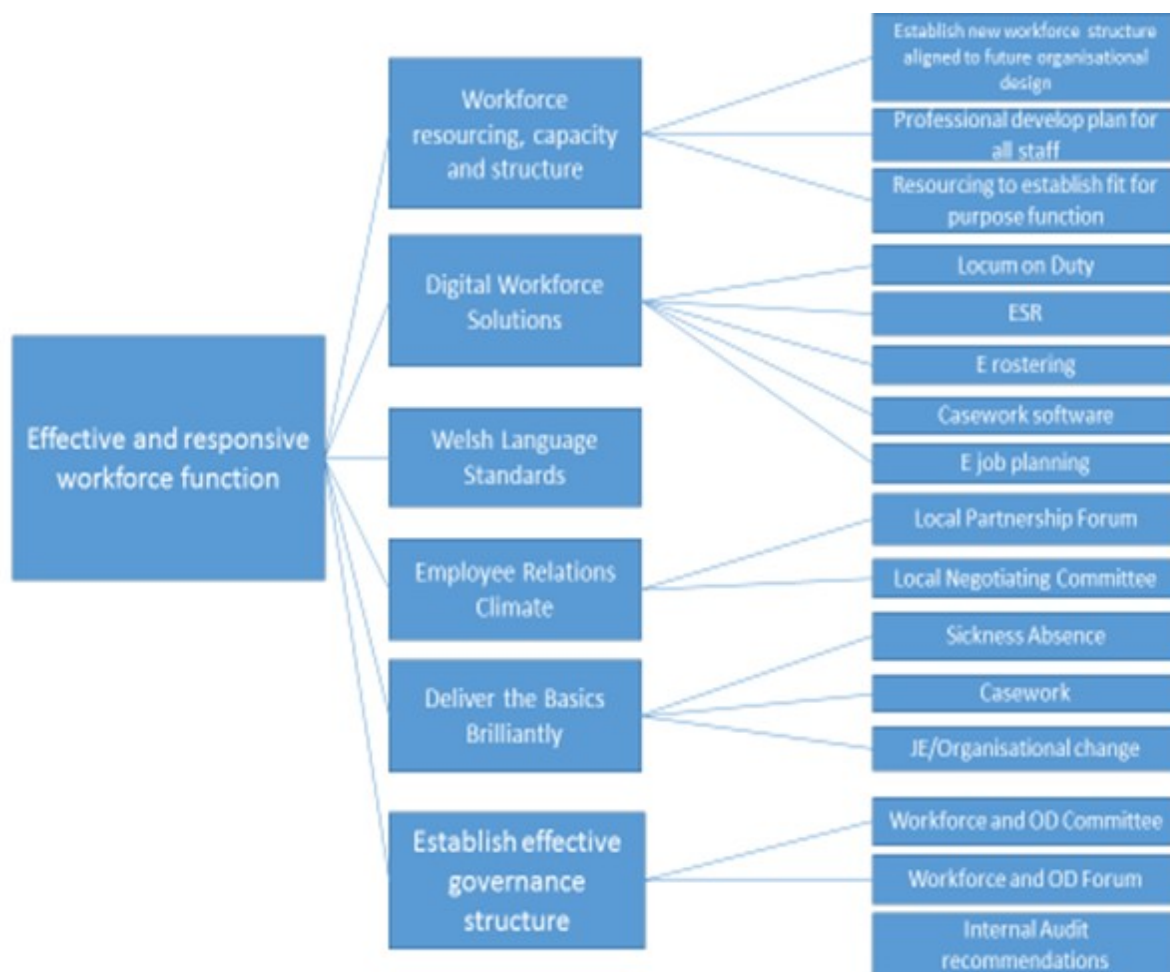 Effective and responsive
workforce function
Workforce
resourcing, capacity
and structure
Digital Workforce
Solutions
Welsh Language
Standards
Employee Relations
Climate
Deliver the Basics
Brilliantly
Establish effective
governance
structure
Establish new workforce structure
aligned to future organisational
design
Professional develop plan for
all staff
Resourcing to establish fit for
purpose function
Locum on Duty
ESR
E rostering
Casework software
E job planning
Local Partnership Forum
Local Negotiating Committee
Sickness Absence
Casework
JE/Organisational change
Workforce and OD Committee
Workforce and OD Forum
Internal Audit
recommendations